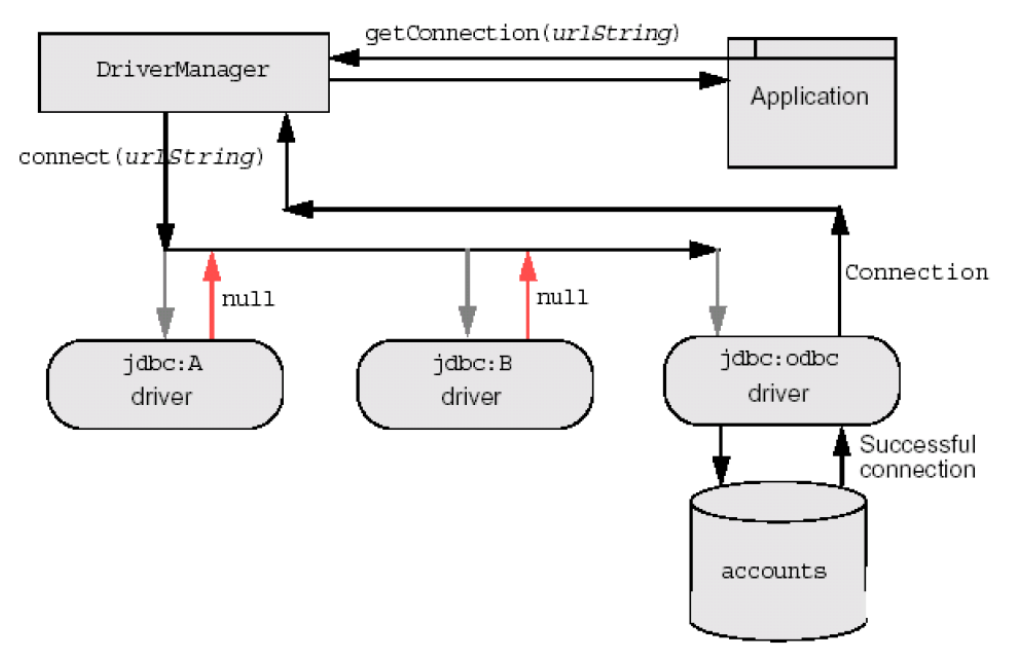 getConnection(urlString)
DriverManager
Application
connect(urlString)
Connection
null
null
jdbc:A
driver
jdbc:B
driver
jdbc:odbc
driver
Successful
connection
accounts